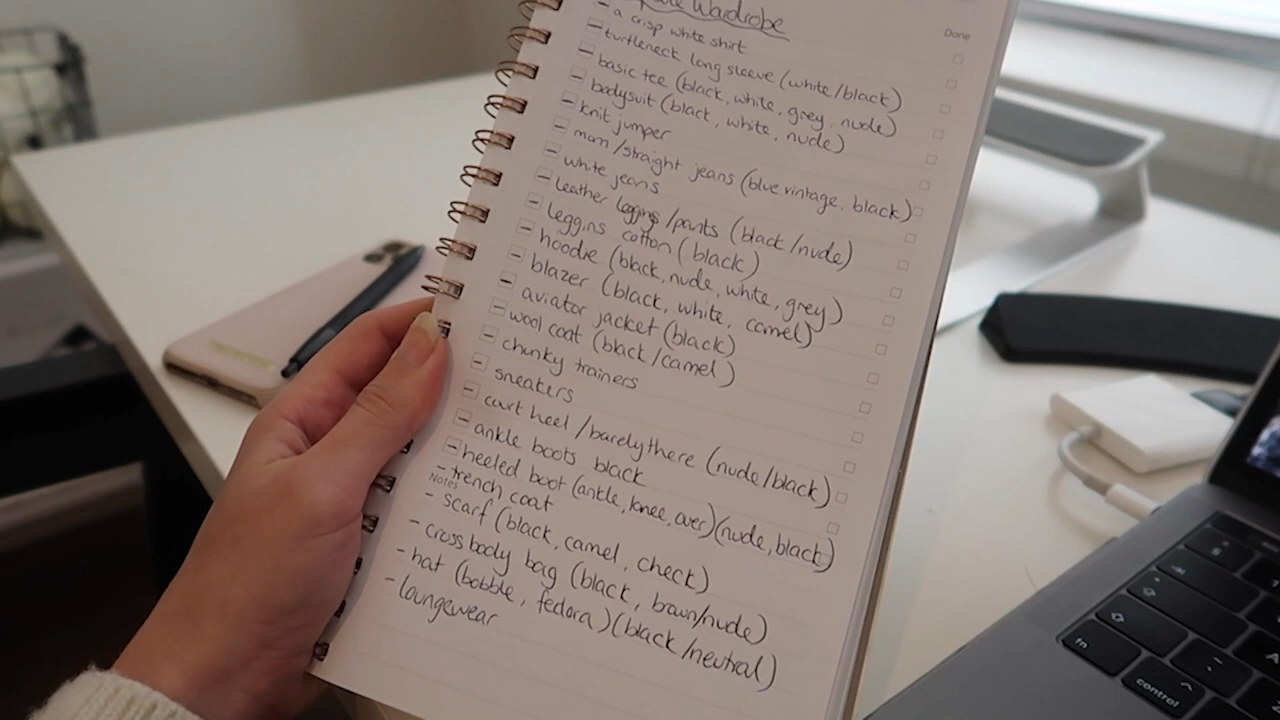 Wardrobe
Done
- a crisp white shirt
- turtleneck long sleeve (white/black)
- basic tee (black, white, grey, nude)
- bodysuit (black, white, nude)
- knit jumper
- mom/straight jeans (blue vintage, black)
- white jeans
- leather leggins/pants (black/nude)
- leggins cotton (black)
- hoodie (black, nude, white, grey)
- blazer (black, white, camel)
- aviator jacket (black)
- wool coat (black/camel)
- chunky trainers
- sneakers
- court heel/barely there (nude/black)
- ankle boots black
- heeled boot (ankle, knee, over)(nude, black)
- trench coat
Notes
- scarf (black, camel, check)
- cross body bag (black, brown/nude)
- hat (bobble, fedora)(black/neutral)
- loungewear
fn
control